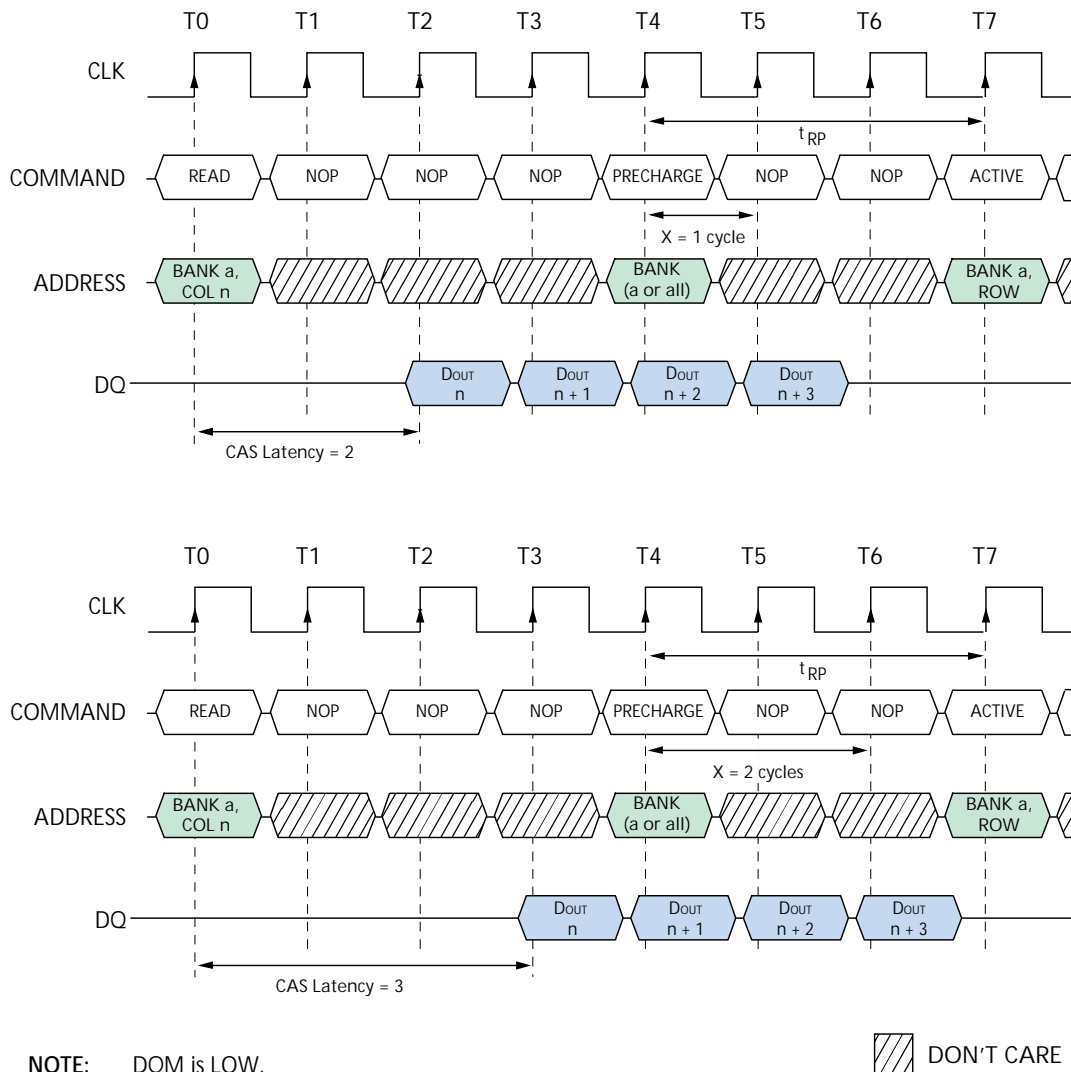 T0 T1 T2 T3 T4 T5 T6 T7
CLK
tRP
COMMAND READ NOP NOP NOP PRECHARGE NOP NOP ACTIVE
X = 1 cycle
ADDRESS BANK a, COL n BANK (a or all) BANK a, ROW
DQ DOUT n DOUT n + 1 DOUT n + 2 DOUT n + 3
CAS Latency = 2
T0 T1 T2 T3 T4 T5 T6 T7
CLK
tRP
COMMAND READ NOP NOP NOP PRECHARGE NOP NOP ACTIVE
X = 2 cycles
ADDRESS BANK a, COL n BANK (a or all) BANK a, ROW
DQ DOUT n DOUT n + 1 DOUT n + 2 DOUT n + 3
CAS Latency = 3
NOTE: DQM is LOW.
DON'T CARE